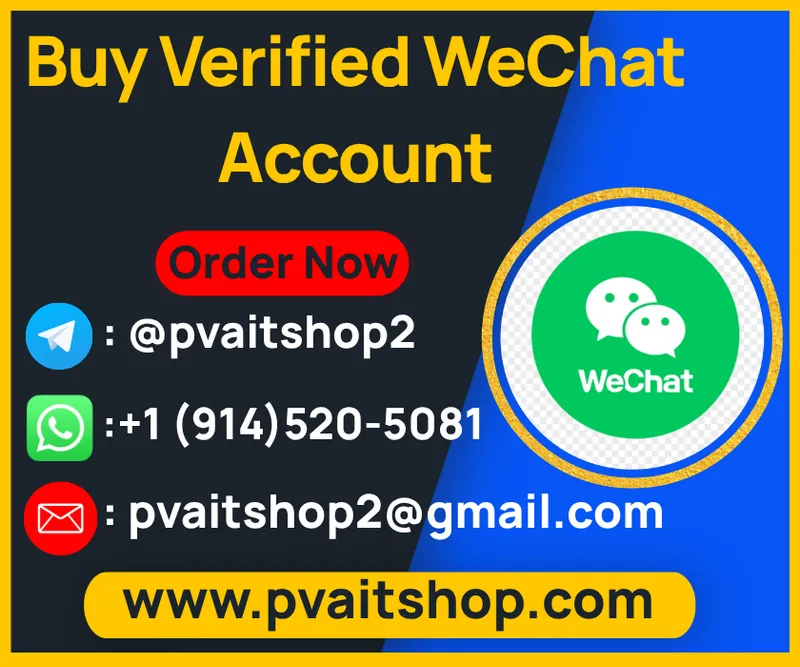 Buy Verified WeChat
Account
Order Now
: @pvaitshop2
:+1 (914)520-5081
: pvaitshop2@gmail.com
www.pvaitshop.com
WeChat